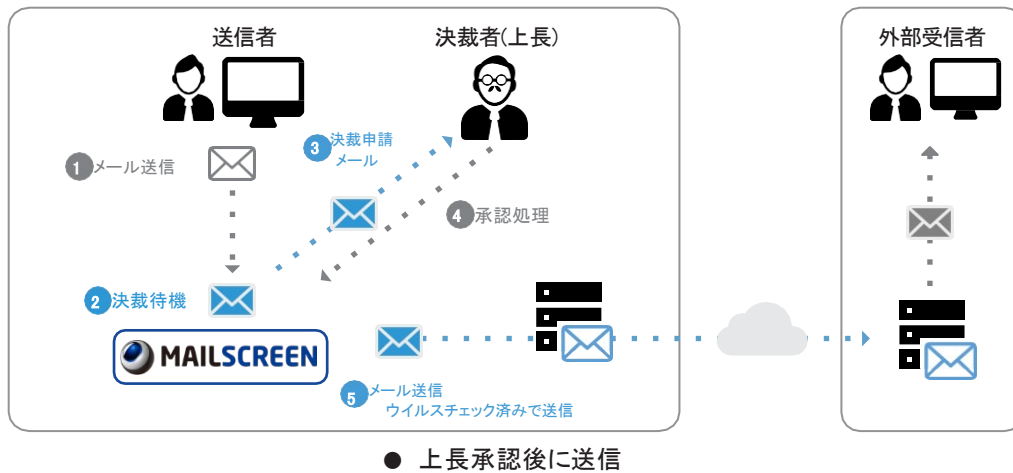 送信者
決裁者(上長)
外部受信者
1 メール送信
3 決裁申請
メール
4 承認処理
2 決裁待機
MAILSCREEN
5 メール送信
ウイルスチェック済みで送信
● 上長承認後に送信